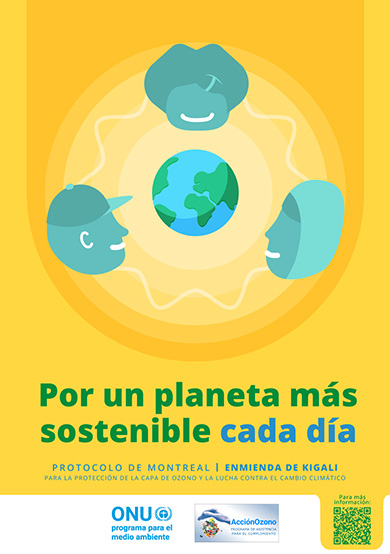 Por un planeta más
sostenible cada día
PROTOCOLO DE MONTREAL | ENMIENDA DE KIGALI
PARA LA PROTECCIÓN DE LA CAPA DE OZONO Y LA LUCHA CONTRA EL CAMBIO CLIMÁTICO
Para más
información:
ONU
programa para el
medio ambiente
AcciónOzono
PROGRAMA DE ASISTENCIA
PARA EL CUMPLIMIENTO